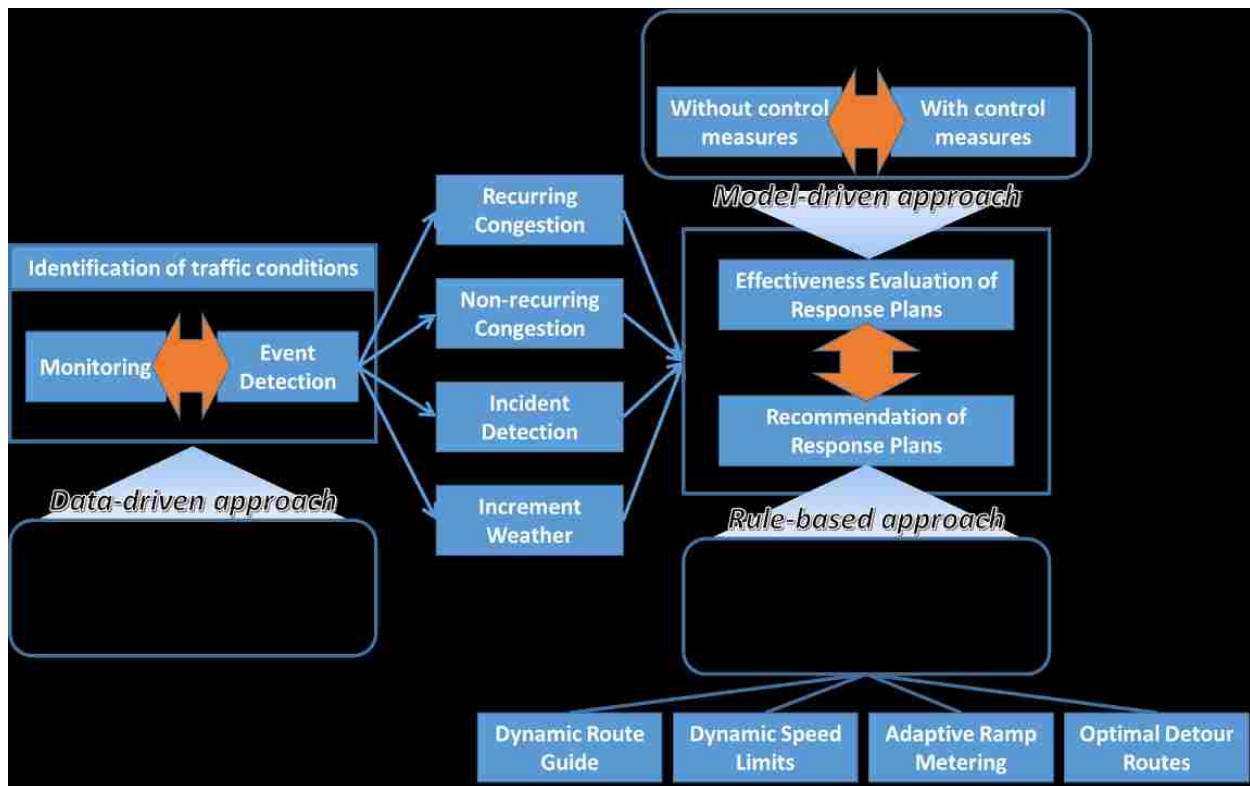 Without control
measures
With control
measures
Model-driven approach
Recurring
Congestion
Identification of traffic conditions
Non-recurring
Congestion
Effectiveness Evaluation of
Response Plans
Monitoring
Event
Detection
Incident
Detection
Recommendation of
Response Plans
Data-driven approach
Increment
Weather
Rule-based approach
Dynamic Route
Guide
Dynamic Speed
Limits
Adaptive Ramp
Metering
Optimal Detour
Routes